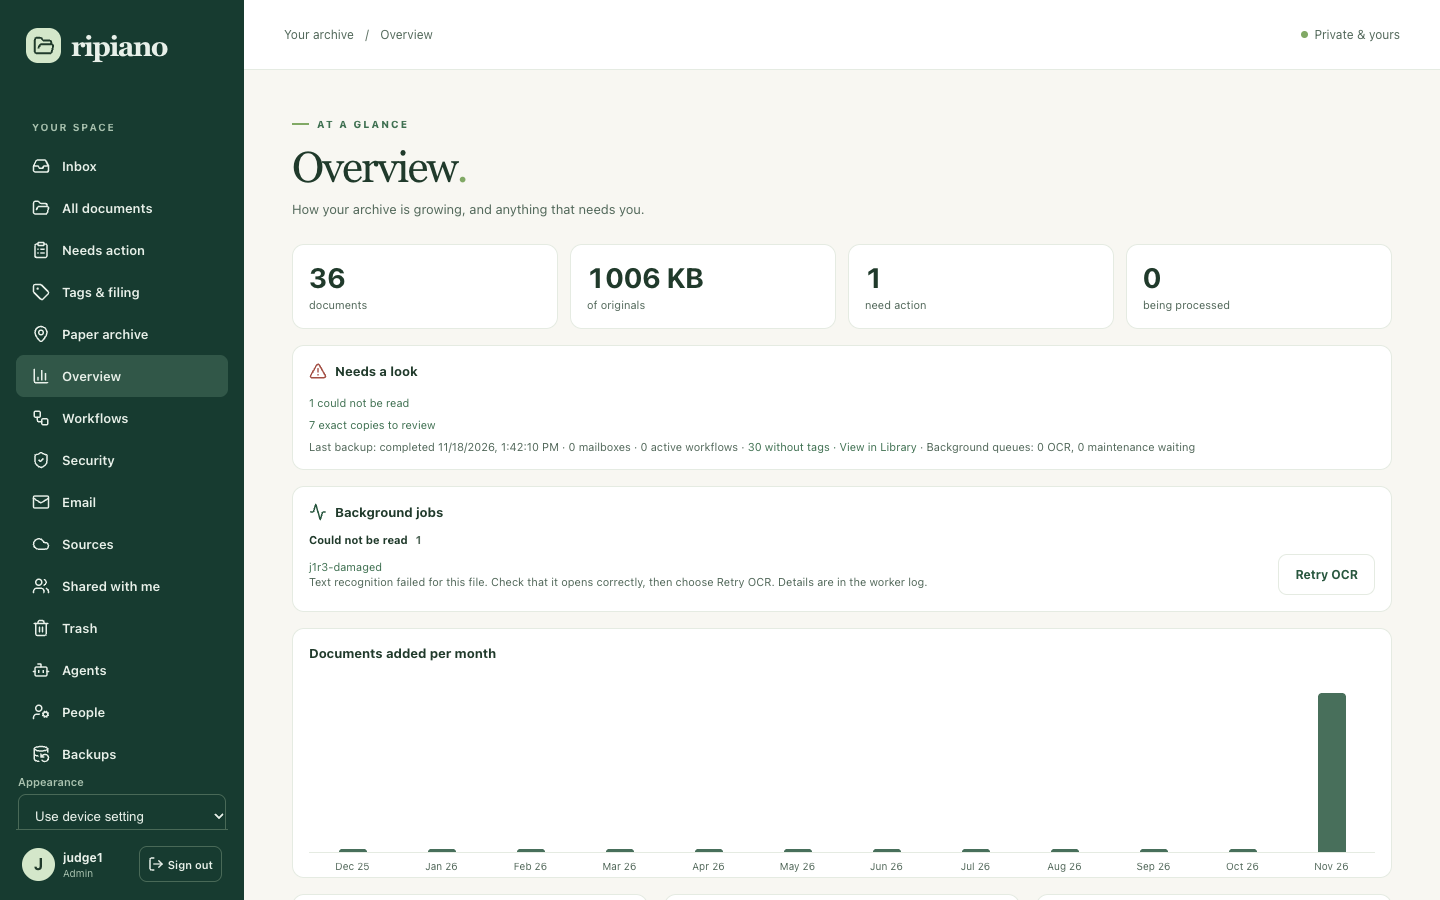 ripiano
YOUR SPACE
Inbox
All documents
Needs action
Tags & filing
Paper archive
Overview
Workflows
Security
Email
Sources
Shared with me
Trash
Agents
People
Backups
Appearance
Use device setting
J
judge1
Admin
Sign out
Your archive / Overview
Private & yours
AT A GLANCE
Overview.
How your archive is growing, and anything that needs you.
36
documents
1006 KB
of originals
1
need action
0
being processed
Needs a look
1 could not be read
7 exact copies to review
Last backup: completed 11/18/2026, 1:42:10 PM · 0 mailboxes · 0 active workflows · 30 without tags · View in Library · Background queues: 0 OCR, 0 maintenance waiting
Background jobs
Could not be read 1
j1r3-damaged
Text recognition failed for this file. Check that it opens correctly, then choose Retry OCR. Details are in the worker log.
Retry OCR
Documents added per month
Dec 25 Jan 26 Feb 26 Mar 26 Apr 26 May 26 Jun 26 Jul 26 Aug 26 Sep 26 Oct 26 Nov 26